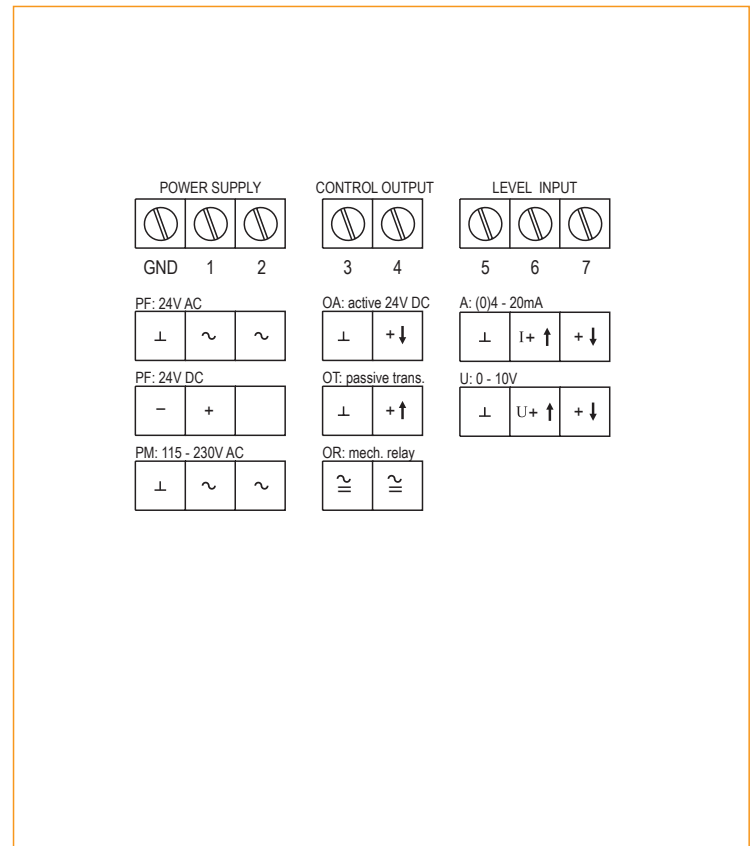 POWER SUPPLY CONTROL OUTPUT LEVEL INPUT
GND 1 2 3 4 5 6 7
PF: 24V AC OA: active 24V DC A: (0)4 - 20mA
⊥ ~ ~ ⊥ +↓ ⊥ I+ ↑ +↓
PF: 24V DC OT: passive trans. U: 0 - 10V
− + ⊥ +↑ ⊥ U+ ↑ +↓
PM: 115 - 230V AC OR: mech. relay
⊥ ~ ~ ≅ ≅